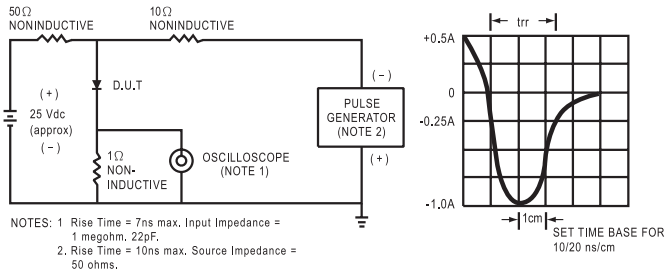 50Ω
NONINDUCTIVE
10Ω
NONINDUCTIVE
trr
+0.5A
(+)
25 Vdc
(approx)
(-)
D.U.T
(-)
PULSE
GENERATOR
(NOTE 2)
(+)
0
-0.25A
1Ω
NON-
INDUCTIVE
OSCILLOSCOPE
(NOTE 1)
-1.0A
1cm
SET TIME BASE FOR
10/20 ns/cm
NOTES: 1 Rise Time = 7ns max. Input Impedance =
1 megohm. 22pF.
2. Rise Time = 10ns max. Source Impedance =
50 ohms.